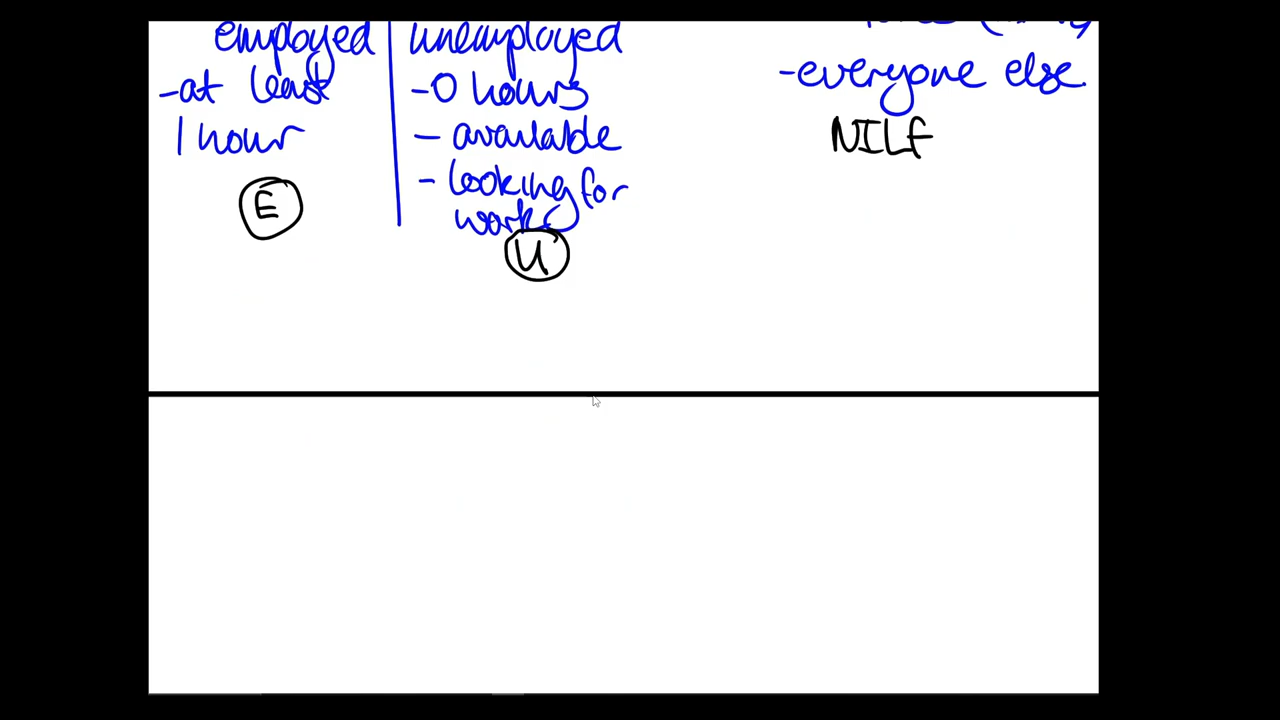 employed
-at least
1 hour
E
unemployed
-0 hours
- available
- looking for
work
U
-everyone else
NILF